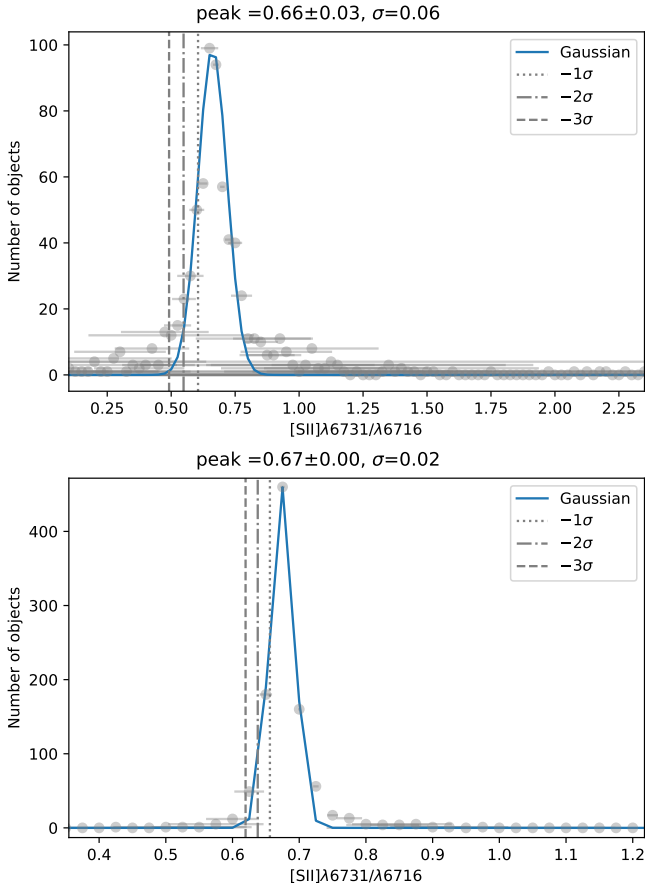 peak =0.66±0.03, σ=0.06
100
80
60
40
20
0
Number of objects
Gaussian
−1σ
−2σ
−3σ
0.25 0.50 0.75 1.00 1.25 1.50 1.75 2.00 2.25
[SII]λ6731/λ6716
peak =0.67±0.00, σ=0.02
400
300
200
100
0
Number of objects
Gaussian
−1σ
−2σ
−3σ
0.4 0.5 0.6 0.7 0.8 0.9 1.0 1.1 1.2
[SII]λ6731/λ6716